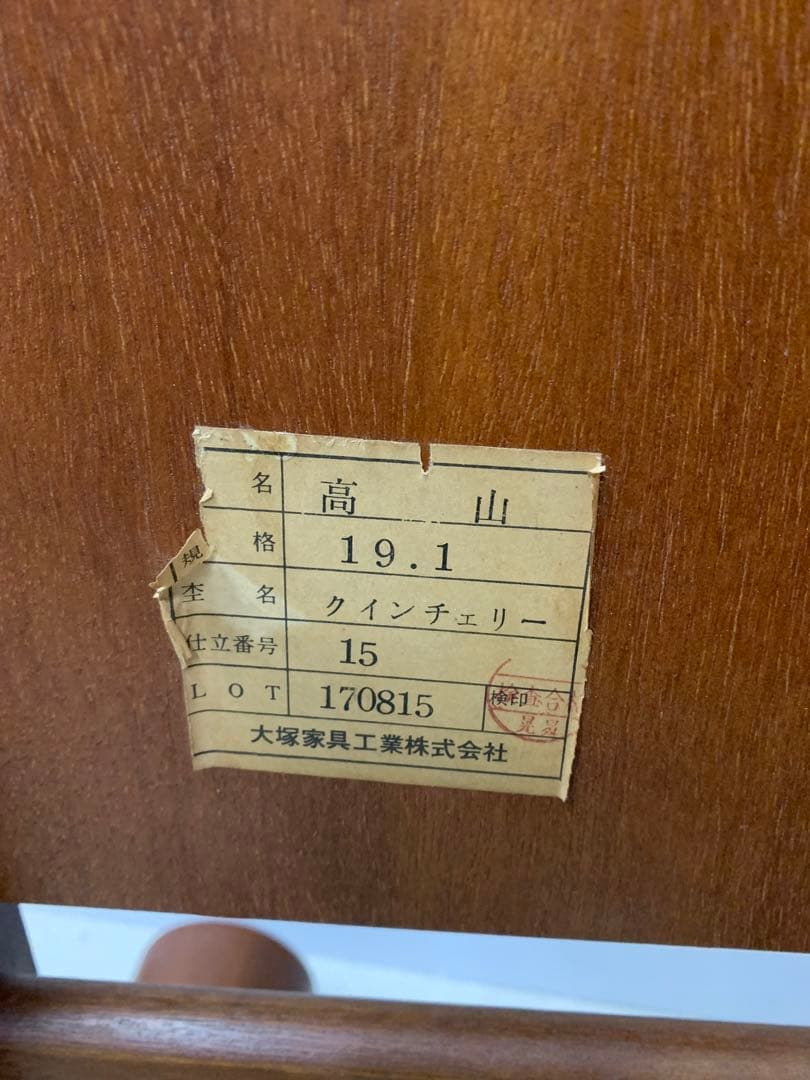 名 高山
規格 19.1
杢名 クインチェリー
仕立番号 15
LOT 170815 検印
大塚家具工業株式会社